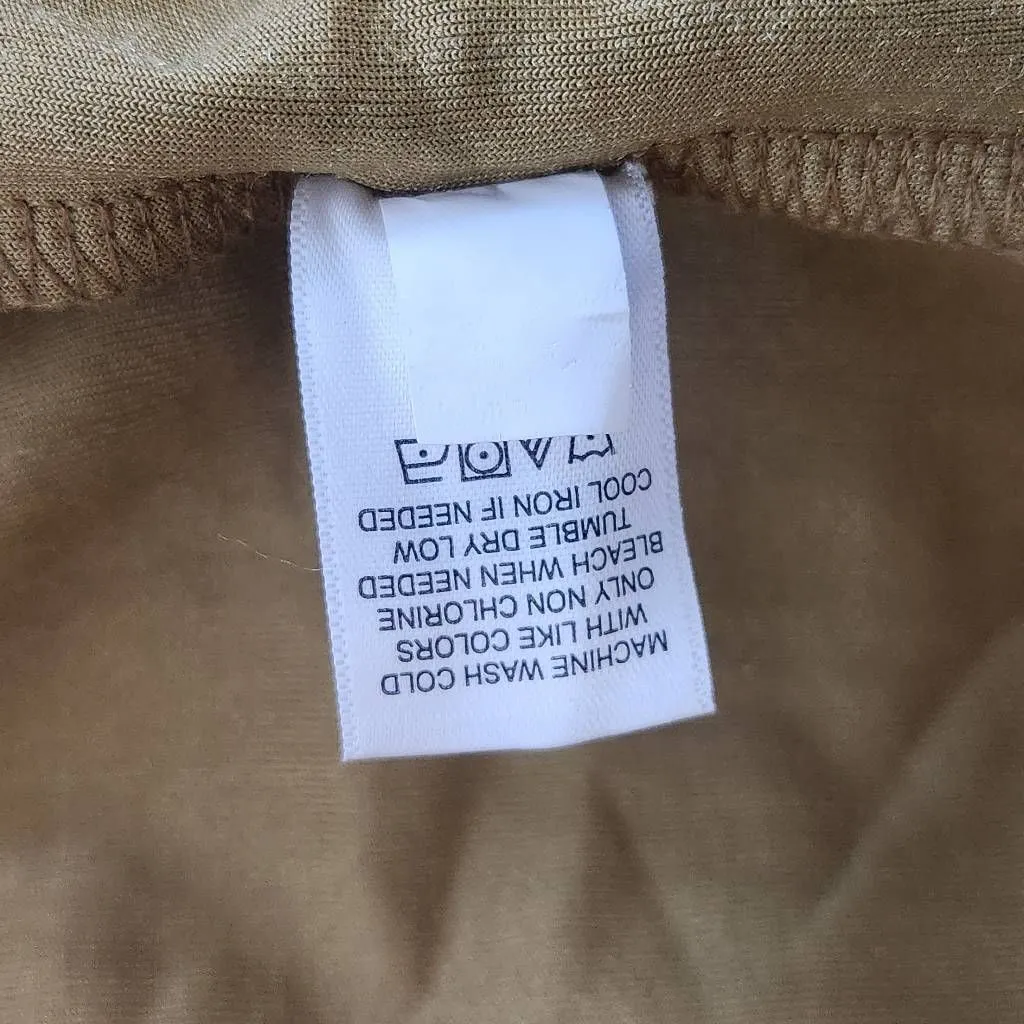 MACHINE WASH COLD
WITH LIKE COLORS
ONLY NON CHLORINE
BLEACH WHEN NEEDED
TUMBLE DRY LOW
COOL IRON IF NEEDED